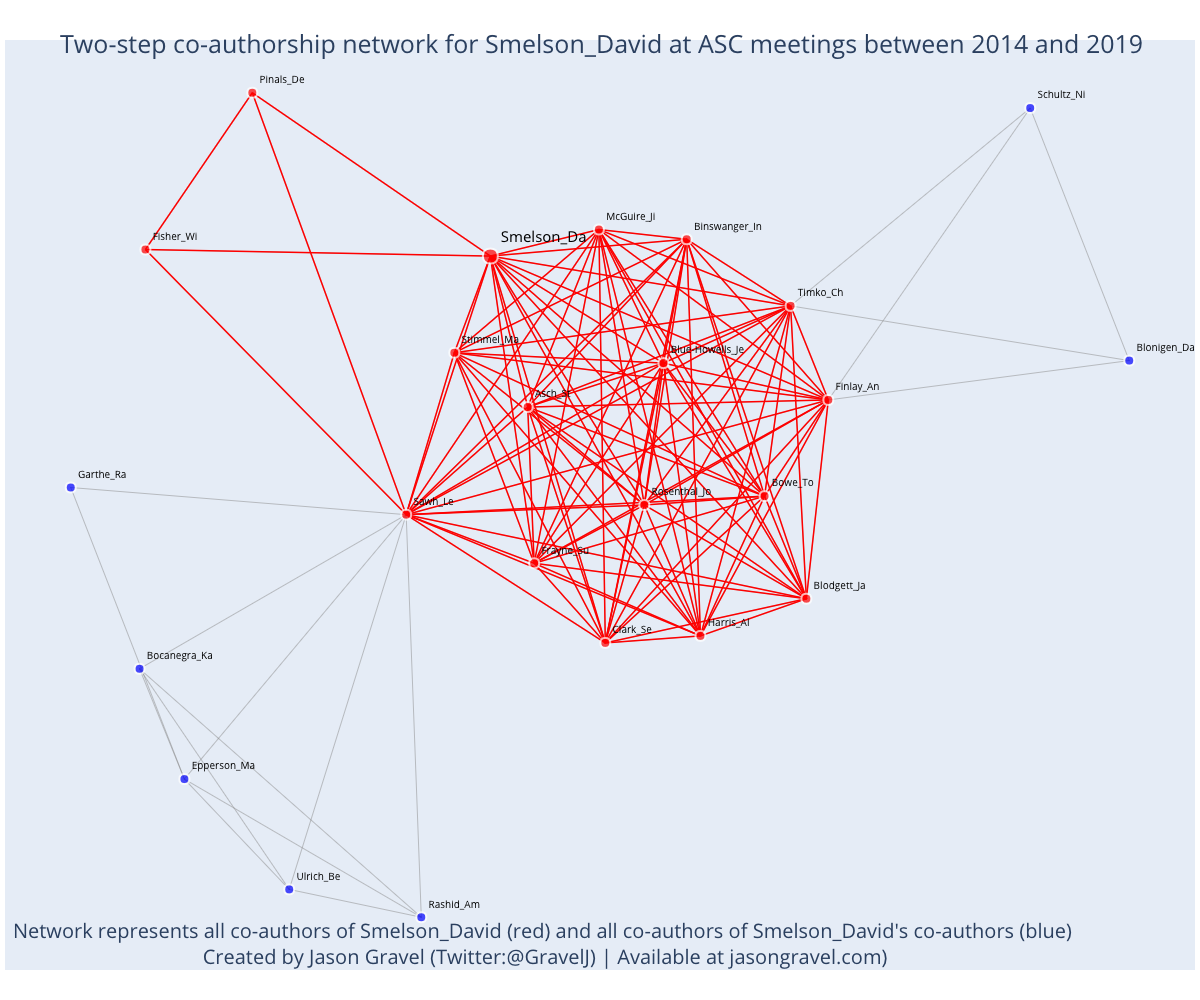 Two-step co-authorship network for Smelson_David at ASC meetings between 2014 and 2019
Pinals_De
Schultz_Ni
McGuire_Ji
Binswanger_In
Fisher_Wi
Smelson_Da
Timko_Ch
Stimmel_Ma
Blue-Howells_Je
Blonigen_Da
Asch_St
Finlay_An
Garthe_Ra
Sawh_Le
Rosenthal_Jo
Bowe_To
Frayne_Su
Blodgett_Ja
Clark_Se
Harris_Al
Bocanegra_Ka
Epperson_Ma
Ulrich_Be
Rashid_Am
Network represents all co-authors of Smelson_David (red) and all co-authors of Smelson_David's co-authors (blue)
Created by Jason Gravel (Twitter:@GravelJ) | Available at jasongravel.com)